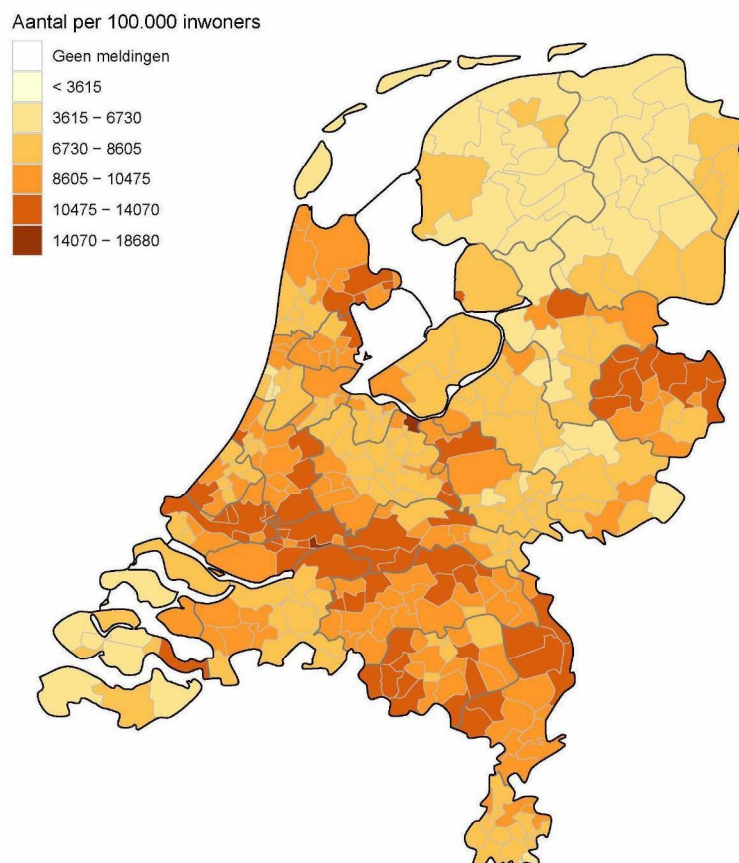 Aantal per 100.000 inwoners
Geen meldingen
< 3615
3615 − 6730
6730 − 8605
8605 − 10475
10475 − 14070
14070 − 18680